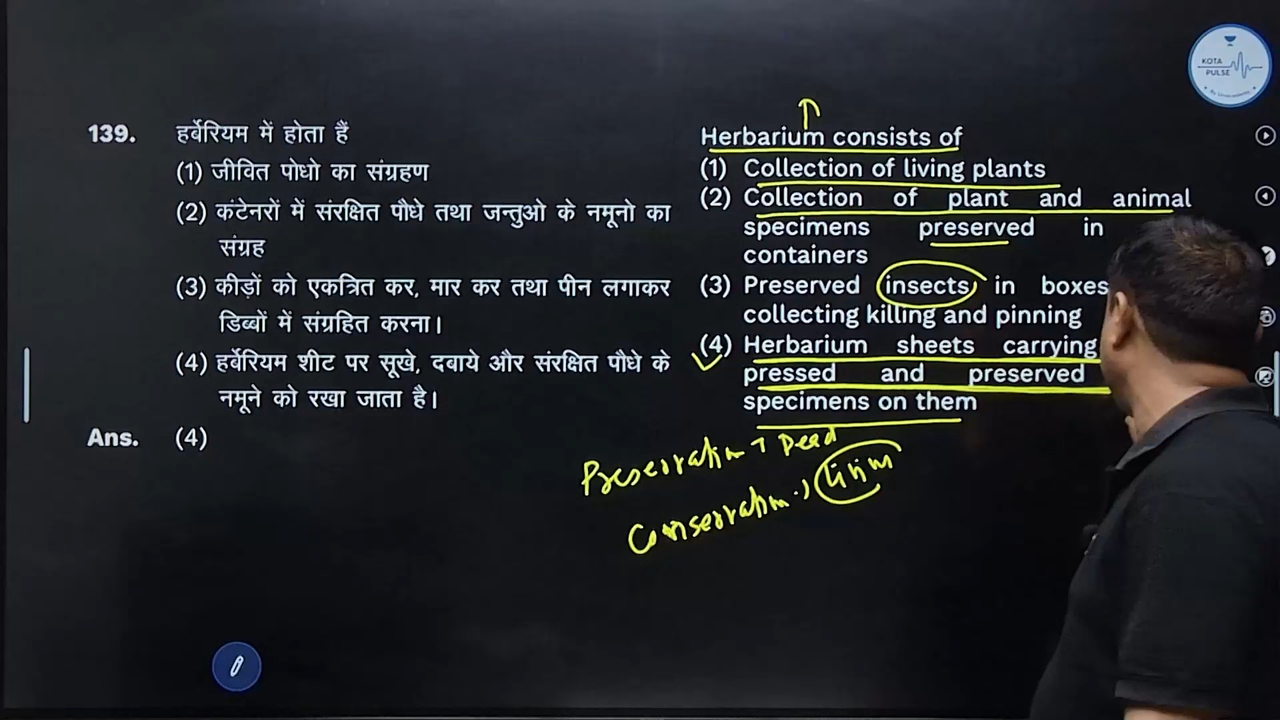 KOTA
PULSE
By Unacademy
139. हर्बेरियम में होता हैं
(1) जीवित पोधो का संग्रहण
(2) कंटेनरों में संरक्षित पौधे तथा जन्तुओ के नमूनो का
संग्रह
(3) कीड़ों को एकत्रित कर, मार कर तथा पीन लगाकर
डिब्बों में संग्रहित करना।
(4) हर्बेरियम शीट पर सूखे, दबाये और संरक्षित पौधे के
नमूने को रखा जाता है।
Ans. (4)
Herbarium consists of
(1) Collection of living plants
(2) Collection of plant and animal
specimens preserved in
containers
(3) Preserved insects in boxes
collecting killing and pinning
(4) Herbarium sheets carrying
pressed and preserved
specimens on them
Preservation → Dead
Conservation → living